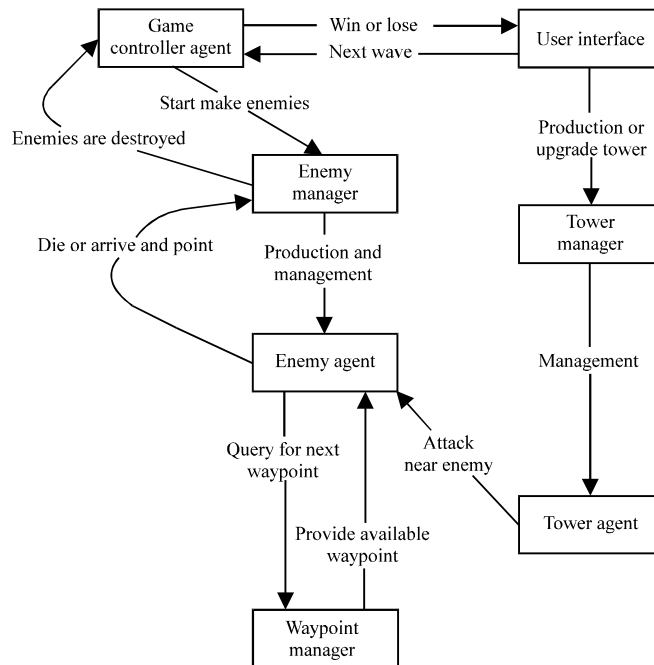 Game
controller agent
Win or lose
Next wave
User interface
Start make enemies
Enemies are destroyed
Production or
upgrade tower
Enemy
manager
Tower
manager
Die or arrive and point
Production and
management
Enemy agent
Management
Query for next
waypoint
Attack
near enemy
Provide available
waypoint
Tower agent
Waypoint
manager